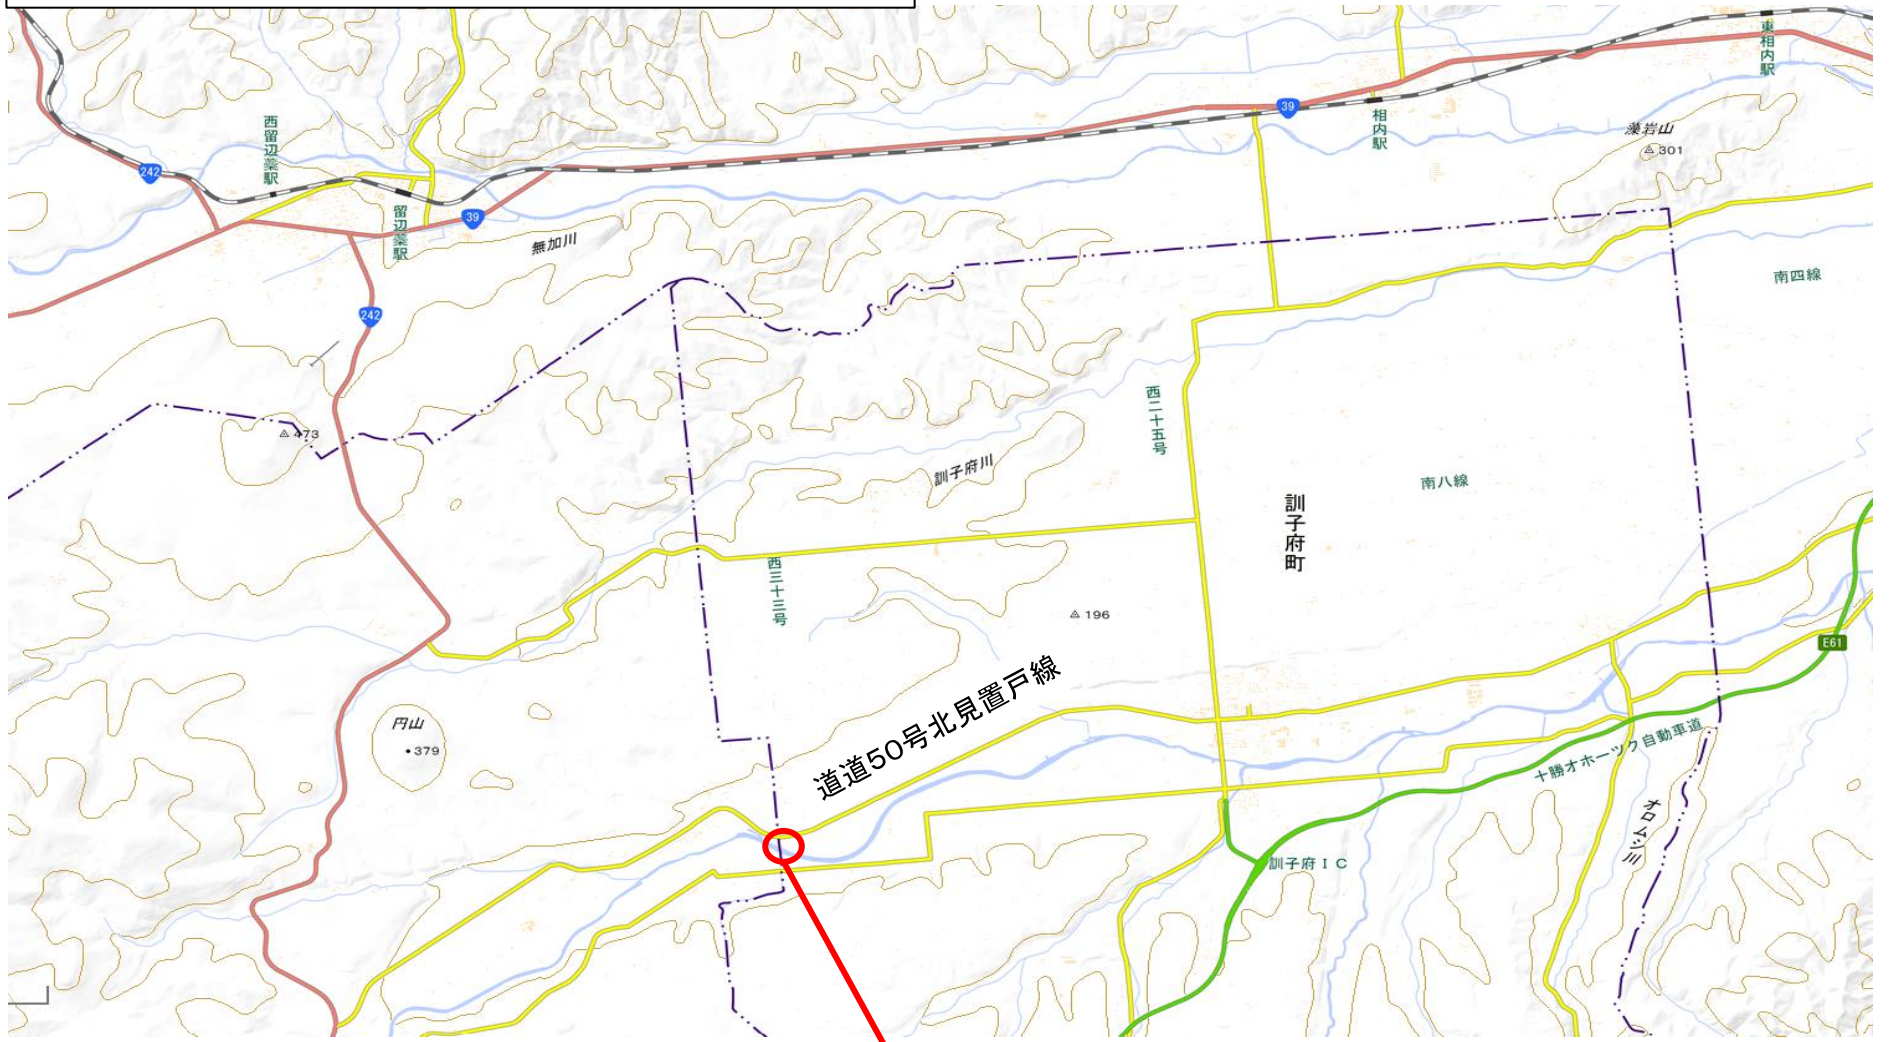 東相内駅
39
相内駅
藻岩山
301
西留辺蘂駅
242
留辺蘂駅
39
無加川
南四線
242
西二十五号
473
訓子府川
南八線
訓子府町
西三十三号
196
E61
道道50号北見置戸線
円山
379
十勝オホーツク自動車道
オロムシ川
訓子府IC